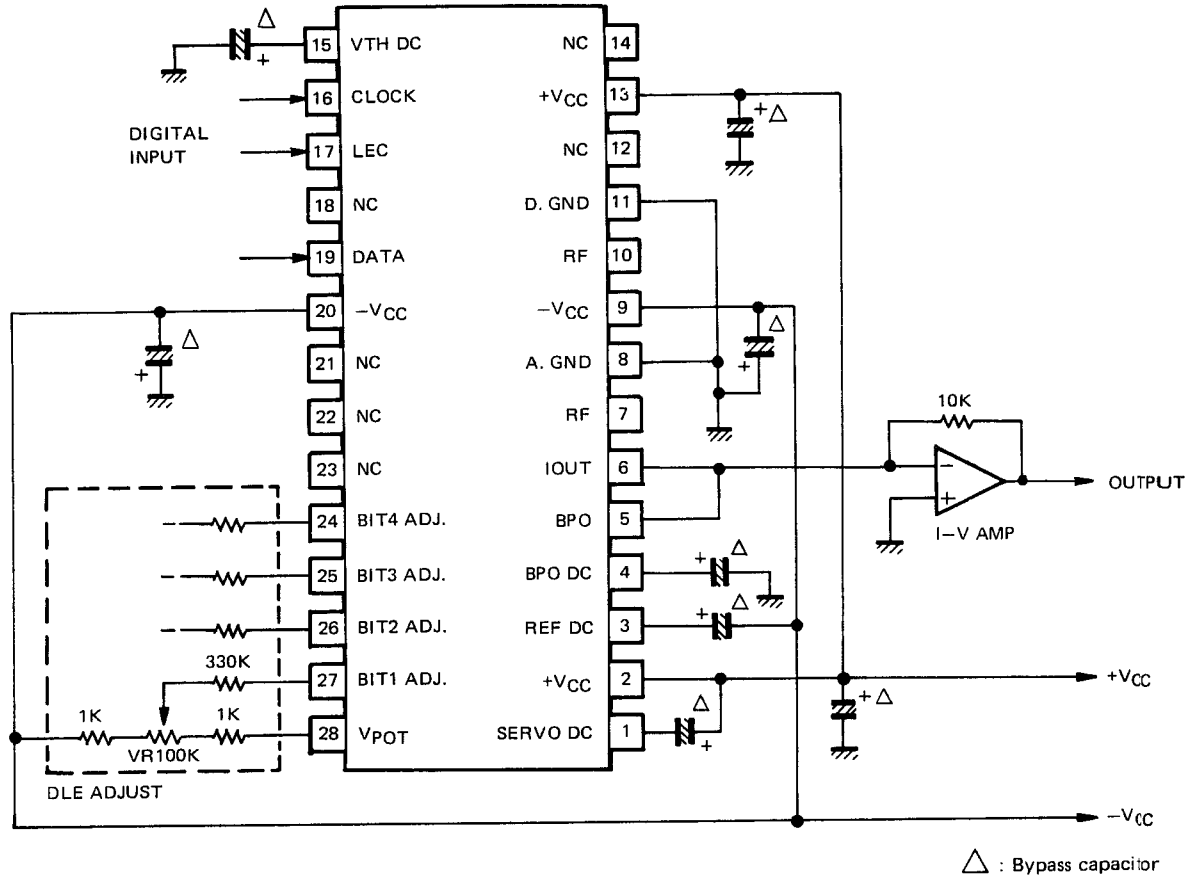 △
15 VTH DC NC 14
+
16 CLOCK +VCC 13
+△
DIGITAL
INPUT
17 LEC NC 12
18 NC D. GND 11
19 DATA RF 10
20 −VCC −VCC 9
△ △
+ +
21 NC A. GND 8
22 NC RF 7
10K
23 NC IOUT 6
−
+
OUTPUT
I−V AMP
24 BIT4 ADJ. BPO 5
25 BIT3 ADJ. BPO DC 4
+ △
26 BIT2 ADJ. REF DC 3
+ △
330K
27 BIT1 ADJ. +VCC 2
+VCC
+△
1K VR100K 1K
28 VPOT SERVO DC 1
△
+
DLE ADJUST
−VCC
△ : Bypass capacitor